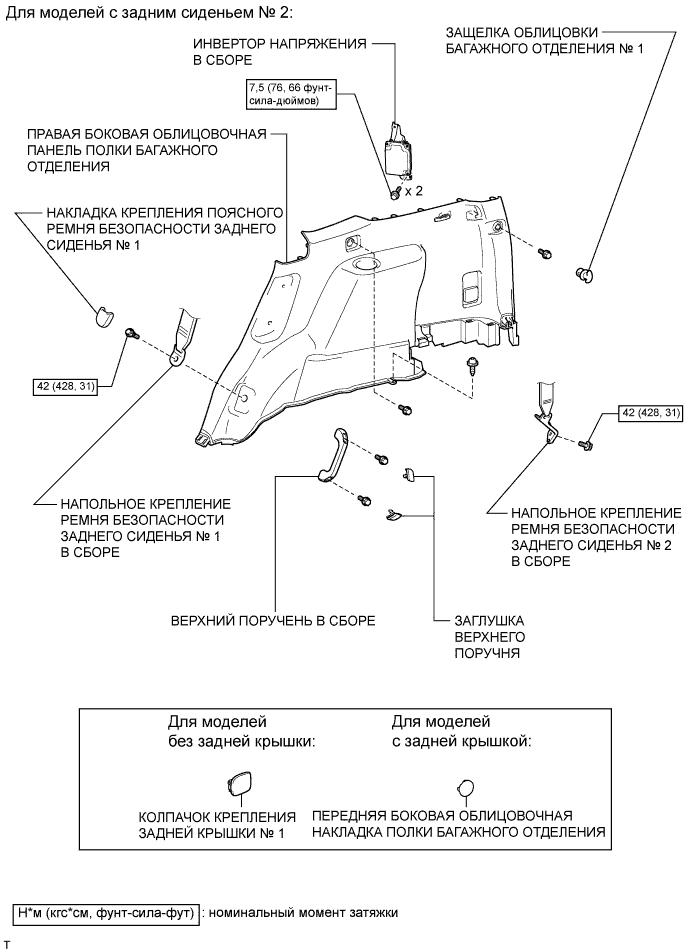 Для моделей с задним сиденьем № 2:
ИНВЕРТОР НАПРЯЖЕНИЯ
В СБОРЕ
ЗАЩЕЛКА ОБЛИЦОВКИ
БАГАЖНОГО ОТДЕЛЕНИЯ № 1
7,5 (76, 66 фунт-
сила-дюймов)
ПРАВАЯ БОКОВАЯ ОБЛИЦОВОЧНАЯ
ПАНЕЛЬ ПОЛКИ БАГАЖНОГО
ОТДЕЛЕНИЯ
x 2
НАКЛАДКА КРЕПЛЕНИЯ ПОЯСНОГО
РЕМНЯ БЕЗОПАСНОСТИ ЗАДНЕГО
СИДЕНЬЯ № 1
42 (428, 31)
42 (428, 31)
НАПОЛЬНОЕ КРЕПЛЕНИЕ
РЕМНЯ БЕЗОПАСНОСТИ
ЗАДНЕГО СИДЕНЬЯ № 1
В СБОРЕ
НАПОЛЬНОЕ КРЕПЛЕНИЕ
РЕМНЯ БЕЗОПАСНОСТИ
ЗАДНЕГО СИДЕНЬЯ № 2
В СБОРЕ
ВЕРХНИЙ ПОРУЧЕНЬ В СБОРЕ
ЗАГЛУШКА
ВЕРХНЕГО
ПОРУЧНЯ
Для моделей
без задней крышки:
Для моделей
с задней крышкой:
КОЛПАЧОК КРЕПЛЕНИЯ
ЗАДНЕЙ КРЫШКИ № 1
ПЕРЕДНЯЯ БОКОВАЯ ОБЛИЦОВОЧНАЯ
НАКЛАДКА ПОЛКИ БАГАЖНОГО ОТДЕЛЕНИЯ
Н*м (кгс*см, фунт-сила-фут) : номинальный момент затяжки
T